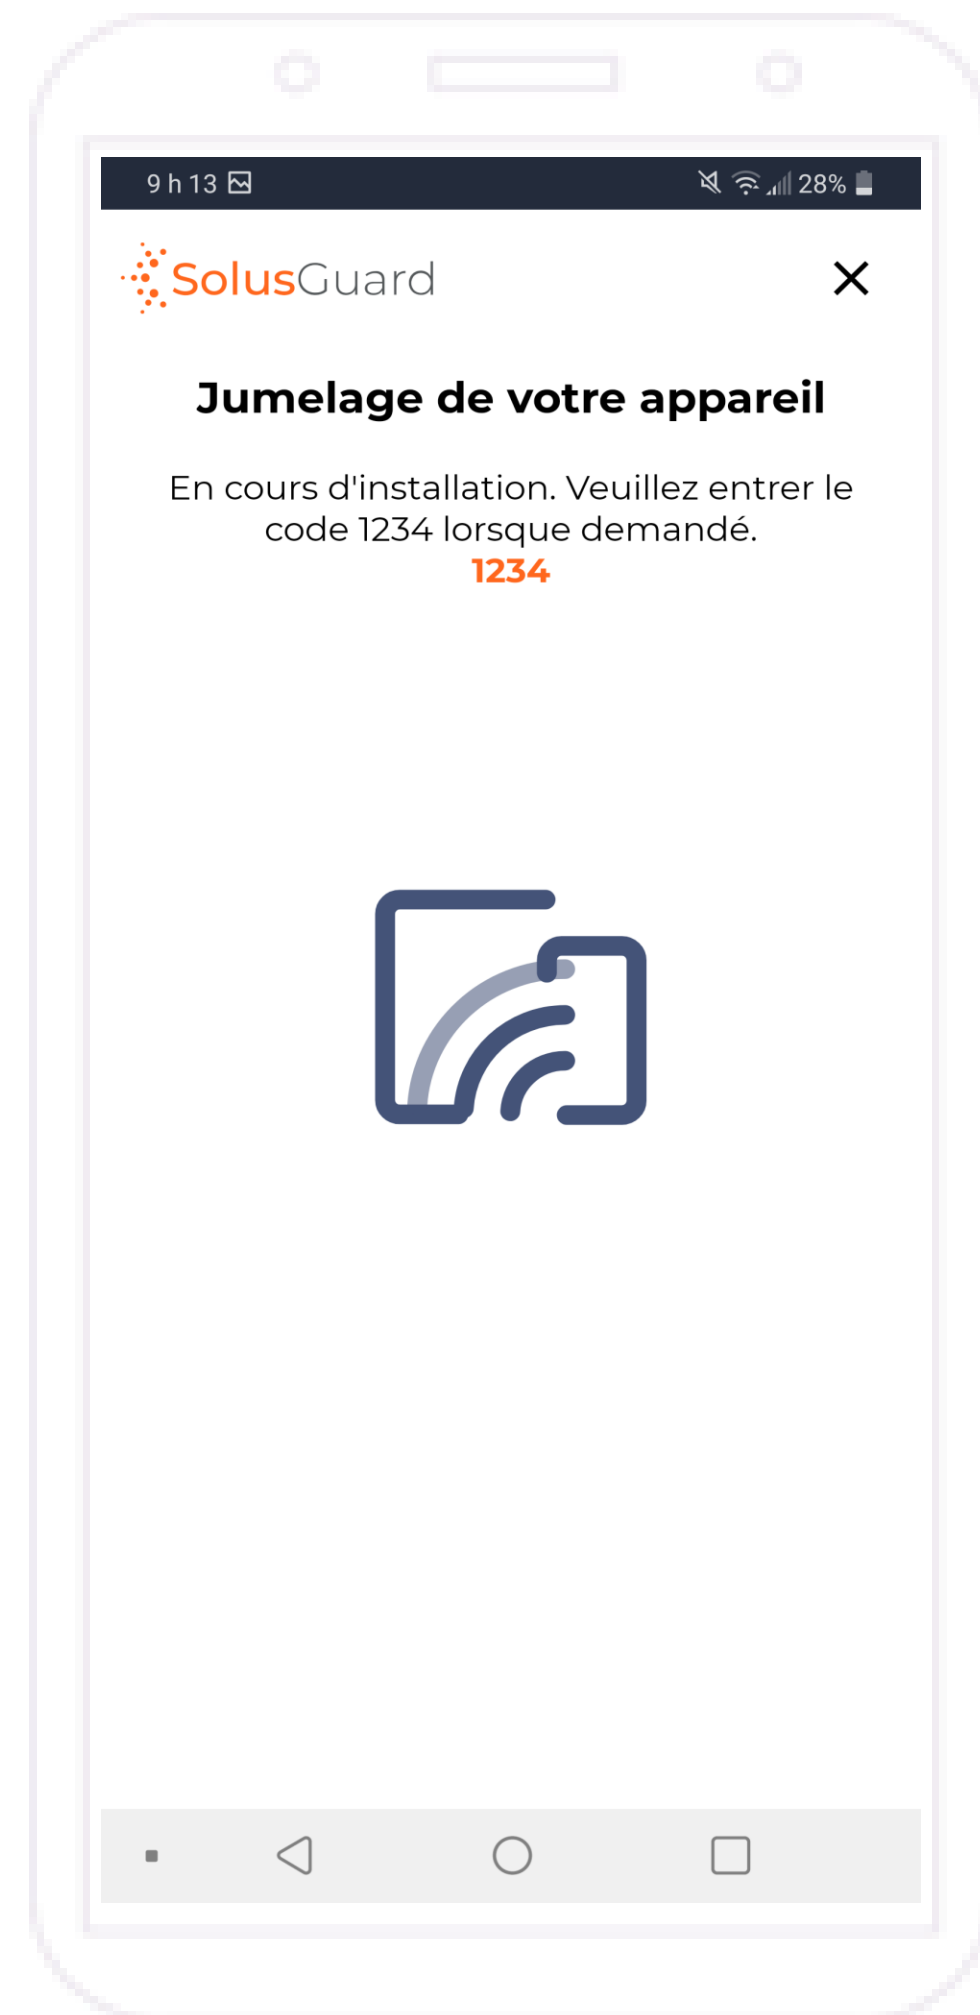 9 h 13
28%
SolusGuard
Jumelage de votre appareil
En cours d'installation. Veuillez entrer le
code 1234 lorsque demandé.
1234